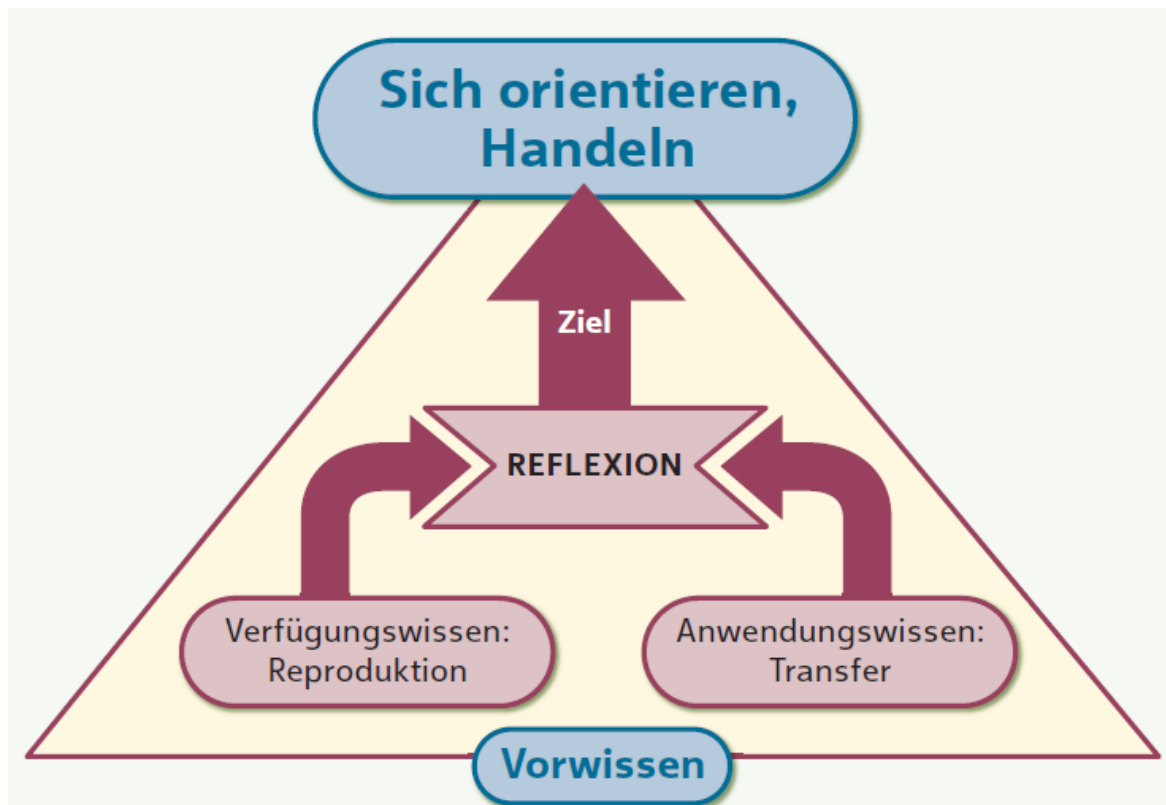 Sich orientieren,
Handeln
Ziel
REFLEXION
Verfügungswissen:
Reproduktion
Anwendungswissen:
Transfer
Vorwissen